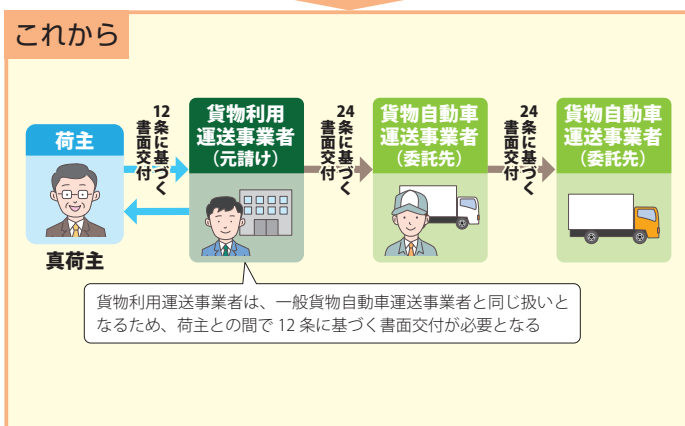 これから
荷主
真荷主
12条に基づく
書面交付
貨物利用
運送事業者
（元請け）
24条に基づく
書面交付
貨物自動車
運送事業者
（委託先）
24条に基づく
書面交付
貨物自動車
運送事業者
（委託先）
貨物利用運送事業者は、一般貨物自動車運送事業者と同じ扱いと
なるため、荷主との間で 12 条に基づく書面交付が必要となる